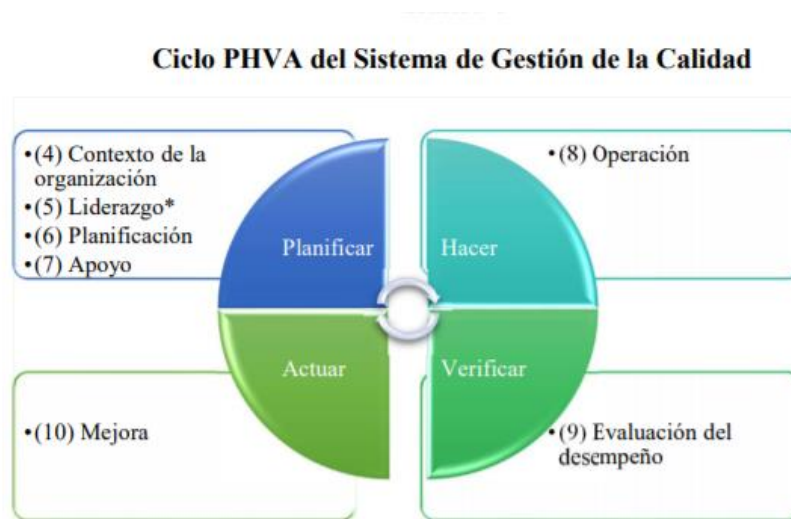 Ciclo PHVA del Sistema de Gestión de la Calidad
•(4) Contexto de la
organización
•(5) Liderazgo*
•(6) Planificación
•(7) Apoyo
Planificar
Hacer
•(8) Operación
Actuar
Verificar
•(10) Mejora
•(9) Evaluación del
desempeño